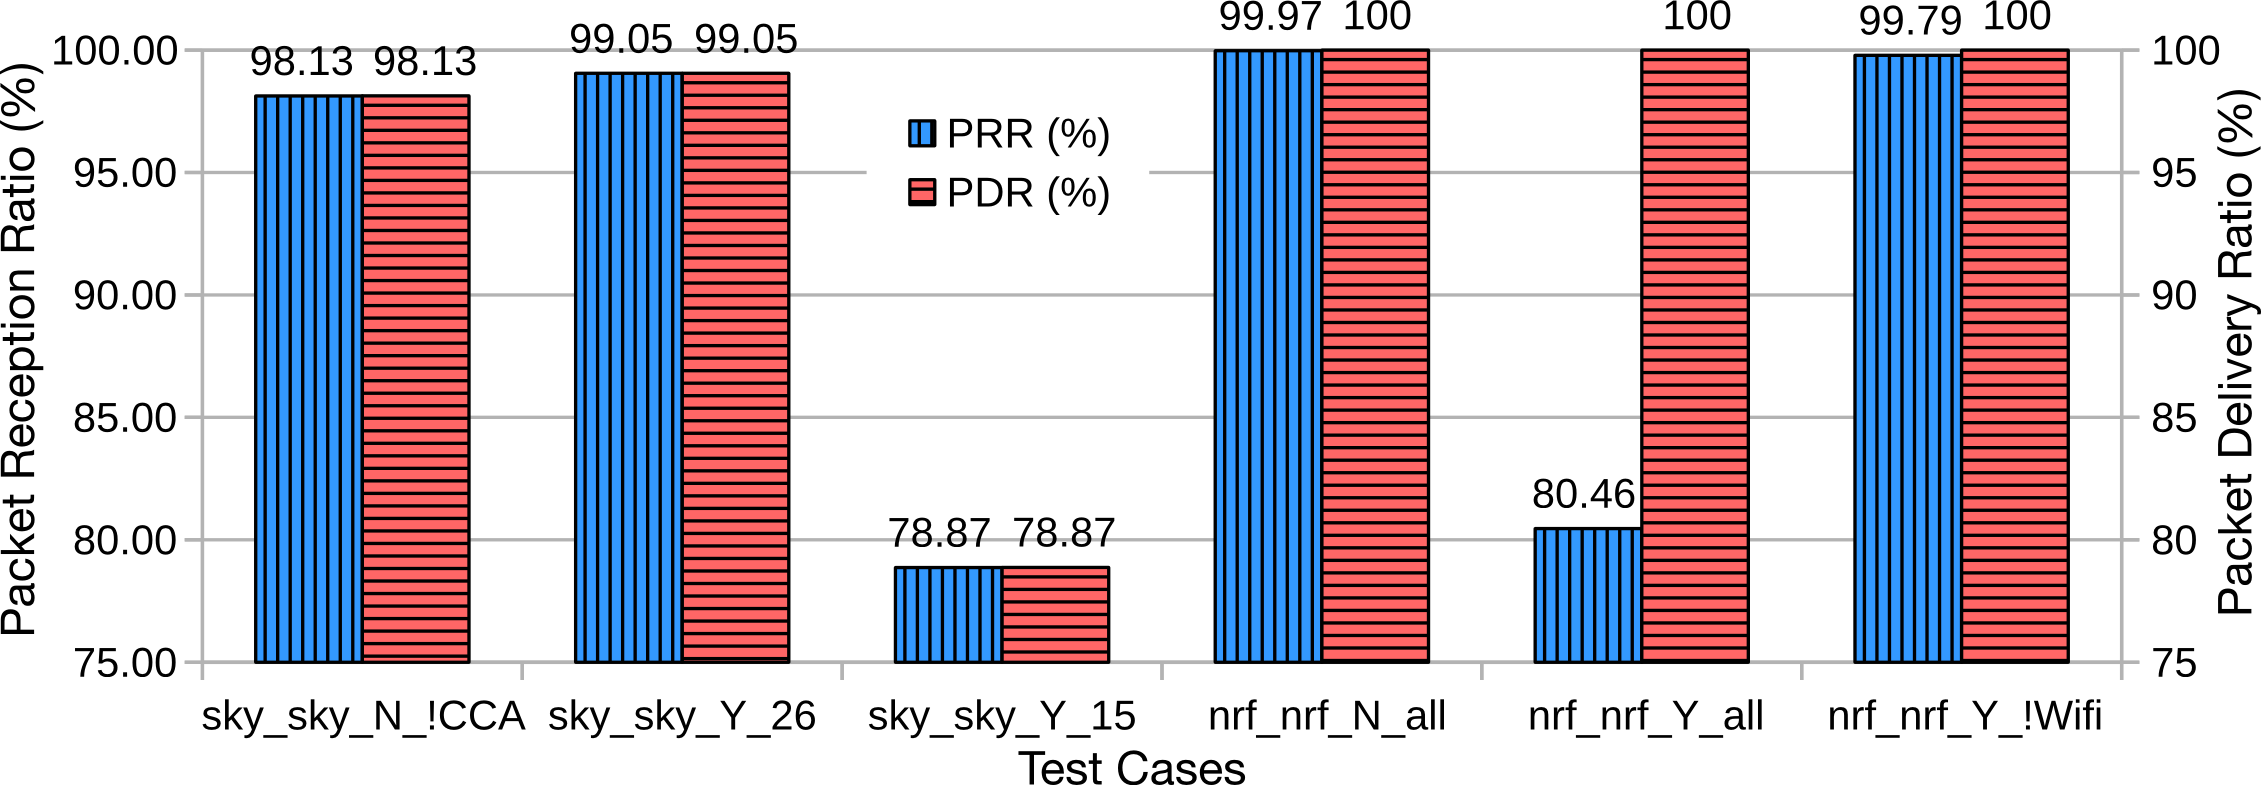 99.97 100 100 99.79 100
98.13 98.13 99.05 99.05
Packet Reception Ratio (%)
100.00
95.00
90.00
85.00
80.00
75.00
PRR (%)
PDR (%)
78.87 78.87
80.46
100
95
90
85
80
75
Packet Delivery Ratio (%)
sky_sky_N_!CCA sky_sky_Y_26 sky_sky_Y_15 nrf_nrf_N_all nrf_nrf_Y_all nrf_nrf_Y_!Wifi
Test Cases